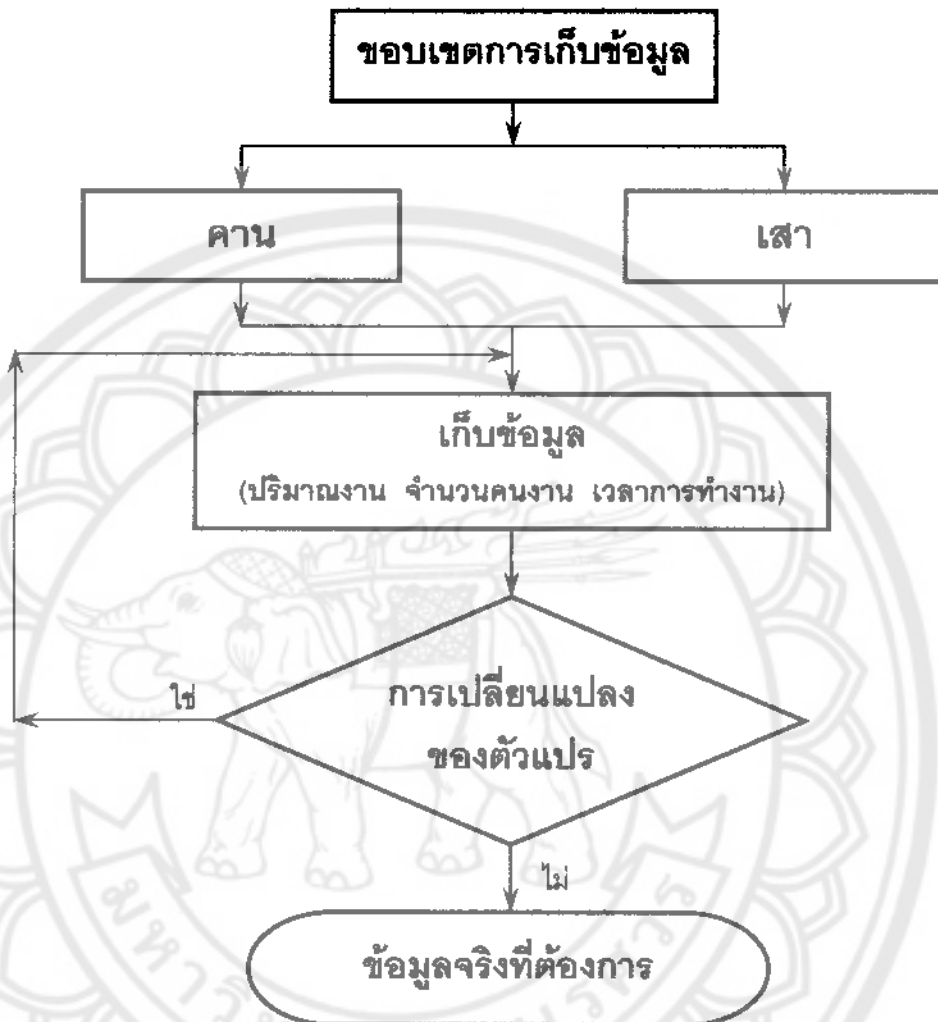 ขอบเขตการเก็บข้อมูล
คาน
เสา
เก็บข้อมูล
(ปริมาณงาน จำนวนคนงาน เวลาการทำงาน)
ใช่
การเปลี่ยนแปลง
ของตัวแปร
ไม่
ข้อมูลจริงที่ต้องการ